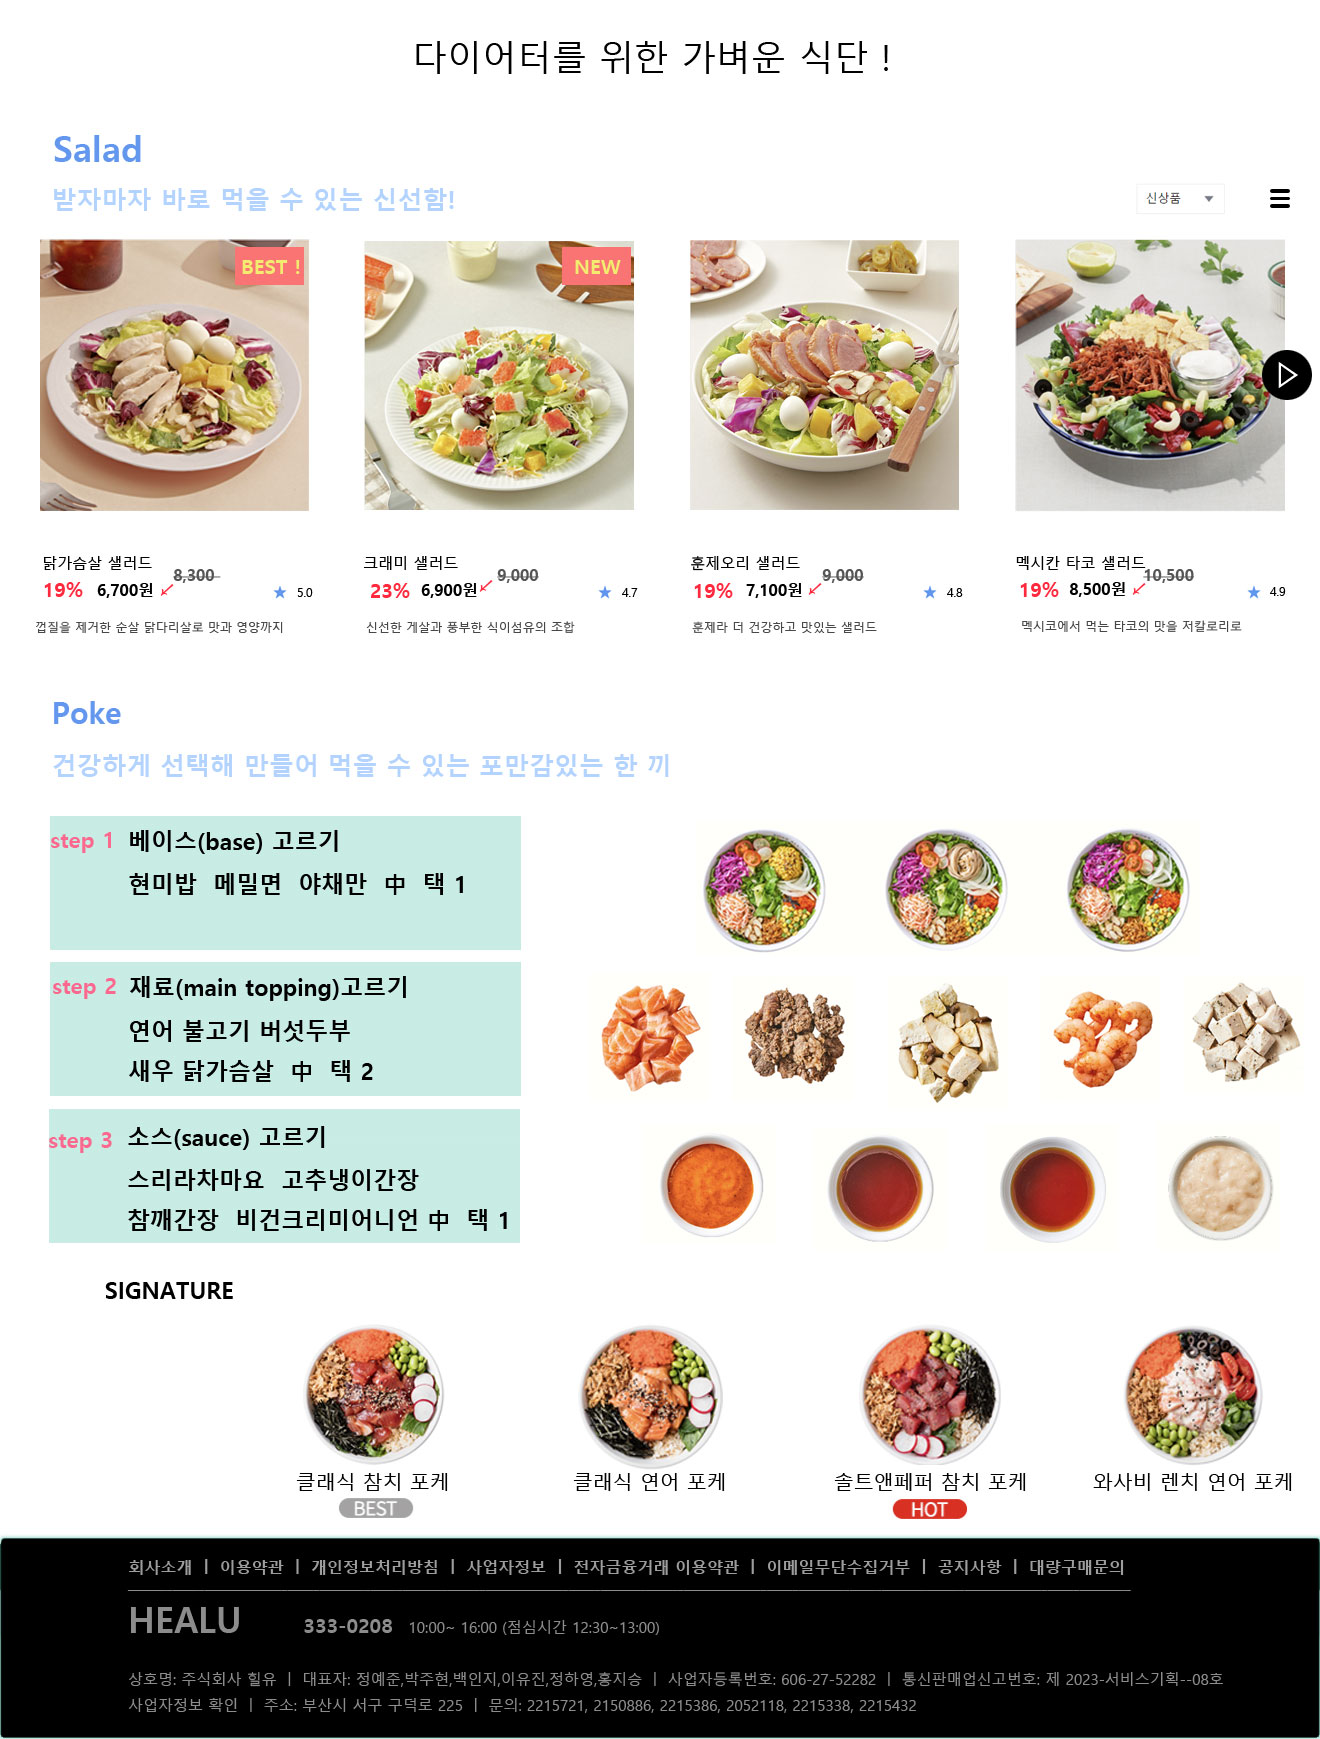 다이어터를 위한 가벼운 식단 !
Salad
받자마자 바로 먹을 수 있는 신선함!
신상품
BEST !
NEW
닭가슴살 샐러드
8,300
19% 6,700원
5.0
껍질을 제거한 순살 닭다리살로 맛과 영양까지
크래미 샐러드
9,000
23% 6,900원
4.7
신선한 게살과 풍부한 식이섬유의 조합
훈제오리 샐러드
9,000
19% 7,100원
4.8
훈제라 더 건강하고 맛있는 샐러드
멕시칸 타코 샐러드
10,500
19% 8,500원
4.9
멕시코에서 먹는 타코의 맛을 저칼로리로
Poke
건강하게 선택해 만들어 먹을 수 있는 포만감있는 한 끼
step 1 베이스(base) 고르기
현미밥 메밀면 야채만 中 택 1
step 2 재료(main topping)고르기
연어 불고기 버섯두부
새우 닭가슴살 中 택 2
step 3 소스(sauce) 고르기
스리라차마요 고추냉이간장
참깨간장 비건크리미어니언 中 택 1
SIGNATURE
클래식 참치 포케
BEST
클래식 연어 포케
솔트앤페퍼 참치 포케
HOT
와사비 렌치 연어 포케
회사소개 | 이용약관 | 개인정보처리방침 | 사업자정보 | 전자금융거래 이용약관 | 이메일무단수집거부 | 공지사항 | 대량구매문의
HEALU 333-0208 10:00~ 16:00 (점심시간 12:30~13:00)
상호명: 주식회사 힐유 | 대표자: 정예준,박주현,백인지,이유진,정하영,홍지승 | 사업자등록번호: 606-27-52282 | 통신판매업신고번호: 제 2023-서비스기획--08호
사업자정보 확인 | 주소: 부산시 서구 구덕로 225 | 문의: 2215721, 2150886, 2215386, 2052118, 2215338, 2215432